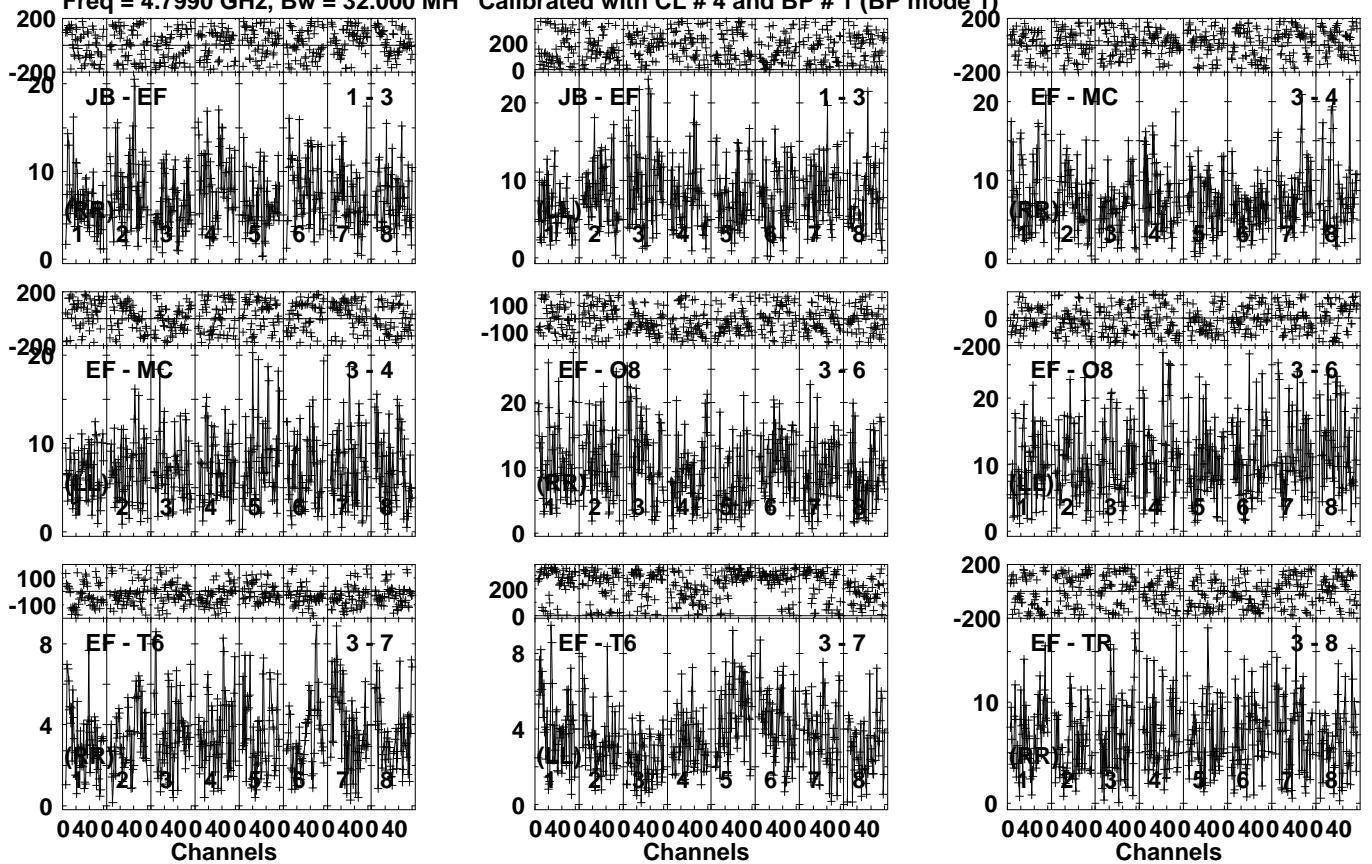 Freq = 4.7990 GHz, Bw = 32.000 MH Calibrated with CL # 4 and BP # 1 (BP mode 1)
200
-200
20
10
0
JB - EF 1 - 3
(RR)
1 2 3 4 5 6 7 8
200
0
20
10
0
JB - EF 1 - 3
(LL)
1 2 3 4 5 6 7 8
200
-200
20
10
0
EF - MC 3 - 4
(RR)
1 2 3 4 5 6 7 8
200
-200
20
10
0
EF - MC 3 - 4
(LL)
1 2 3 4 5 6 7 8
100
-100
20
10
0
EF - O8 3 - 6
(RR)
1 2 3 4 5 6 7 8
0
-200
20
10
0
EF - O8 3 - 6
(LL)
1 2 3 4 5 6 7 8
100
-100
8
4
0
EF - T6 3 - 7
(RR)
1 2 3 4 5 6 7 8
0 40 0 40 0 40 0 40 0 40 0 40 0 40 0 40
Channels
200
0
8
4
0
EF - T6 3 - 7
(LL)
1 2 3 4 5 6 7 8
0 40 0 40 0 40 0 40 0 40 0 40 0 40 0 40
Channels
200
-200
10
0
EF - TR 3 - 8
(RR)
1 2 3 4 5 6 7 8
0 40 0 40 0 40 0 40 0 40 0 40 0 40 0 40
Channels